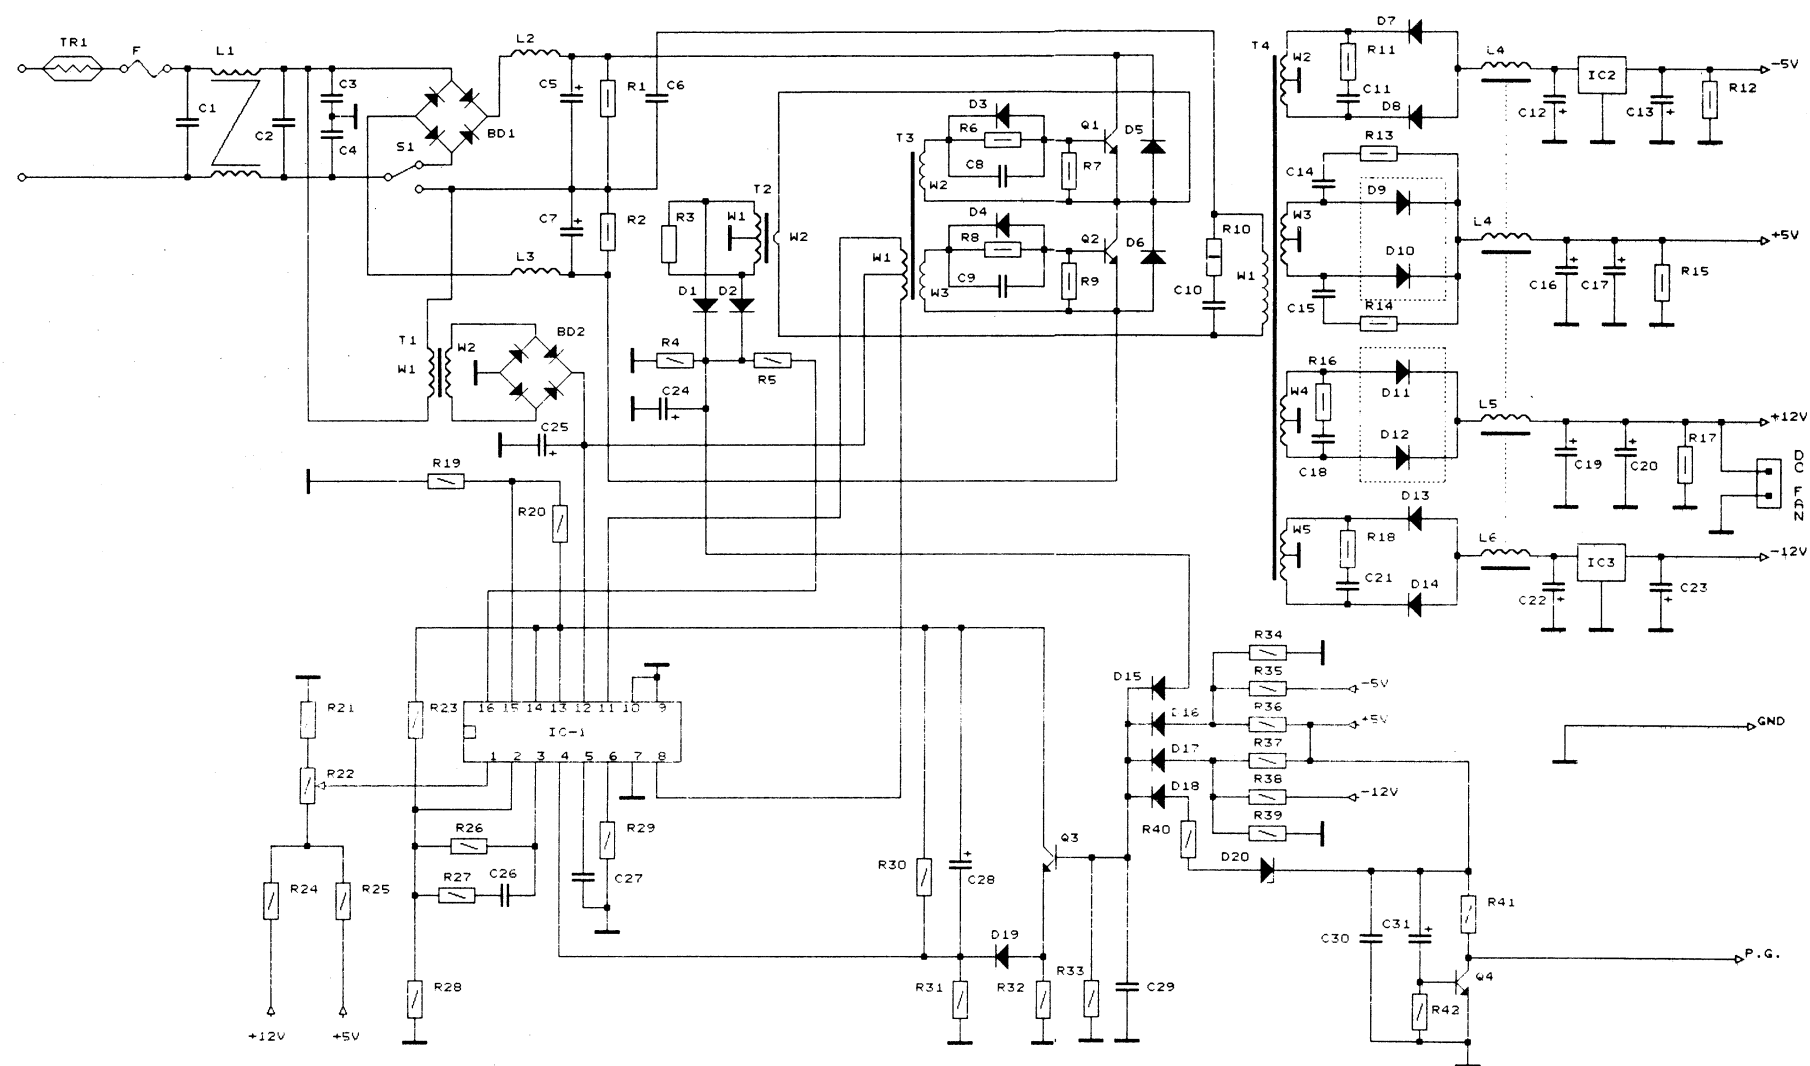 TR1
F
L1
C1
C2
C3
C4
S1
BD1
L2
C5
R1
C6
C7
R2
L3
T1
W1
W2
BD2
C25
R3
W1
T2
W2
D1
D2
R4
R5
C24
T3
W1
W2
W3
D3
R6
C8
D4
R8
C9
Q1
R7
D5
Q2
R9
D6
R10
C10
W1
T4
W2
R11
C11
D7
D8
L4
C12
IC2
C13
R12
-5V
R13
C14
D9
W3
D10
C15
R14
L4
C16
C17
R15
+5V
R16
W4
C18
D11
D12
L5
C19
C20
R17
+12V
DC FAN
W5
R18
C21
D13
D14
L6
C22
IC3
C23
-12V
R19
R20
R21
R22
R23
R24
R25
+12V
+5V
16 15 14 13 12 11 10 9
IC-1
1 2 3 4 5 6 7 8
R26
R27
C26
R28
C27
R29
R30
C28
R31
D19
R32
Q3
R33
C29
D15
D16
D17
D18
R34
R35
-5V
R36
+5V
R37
R38
-12V
R39
R40
D20
C30
C31
R41
R42
Q4
P.G.
GND